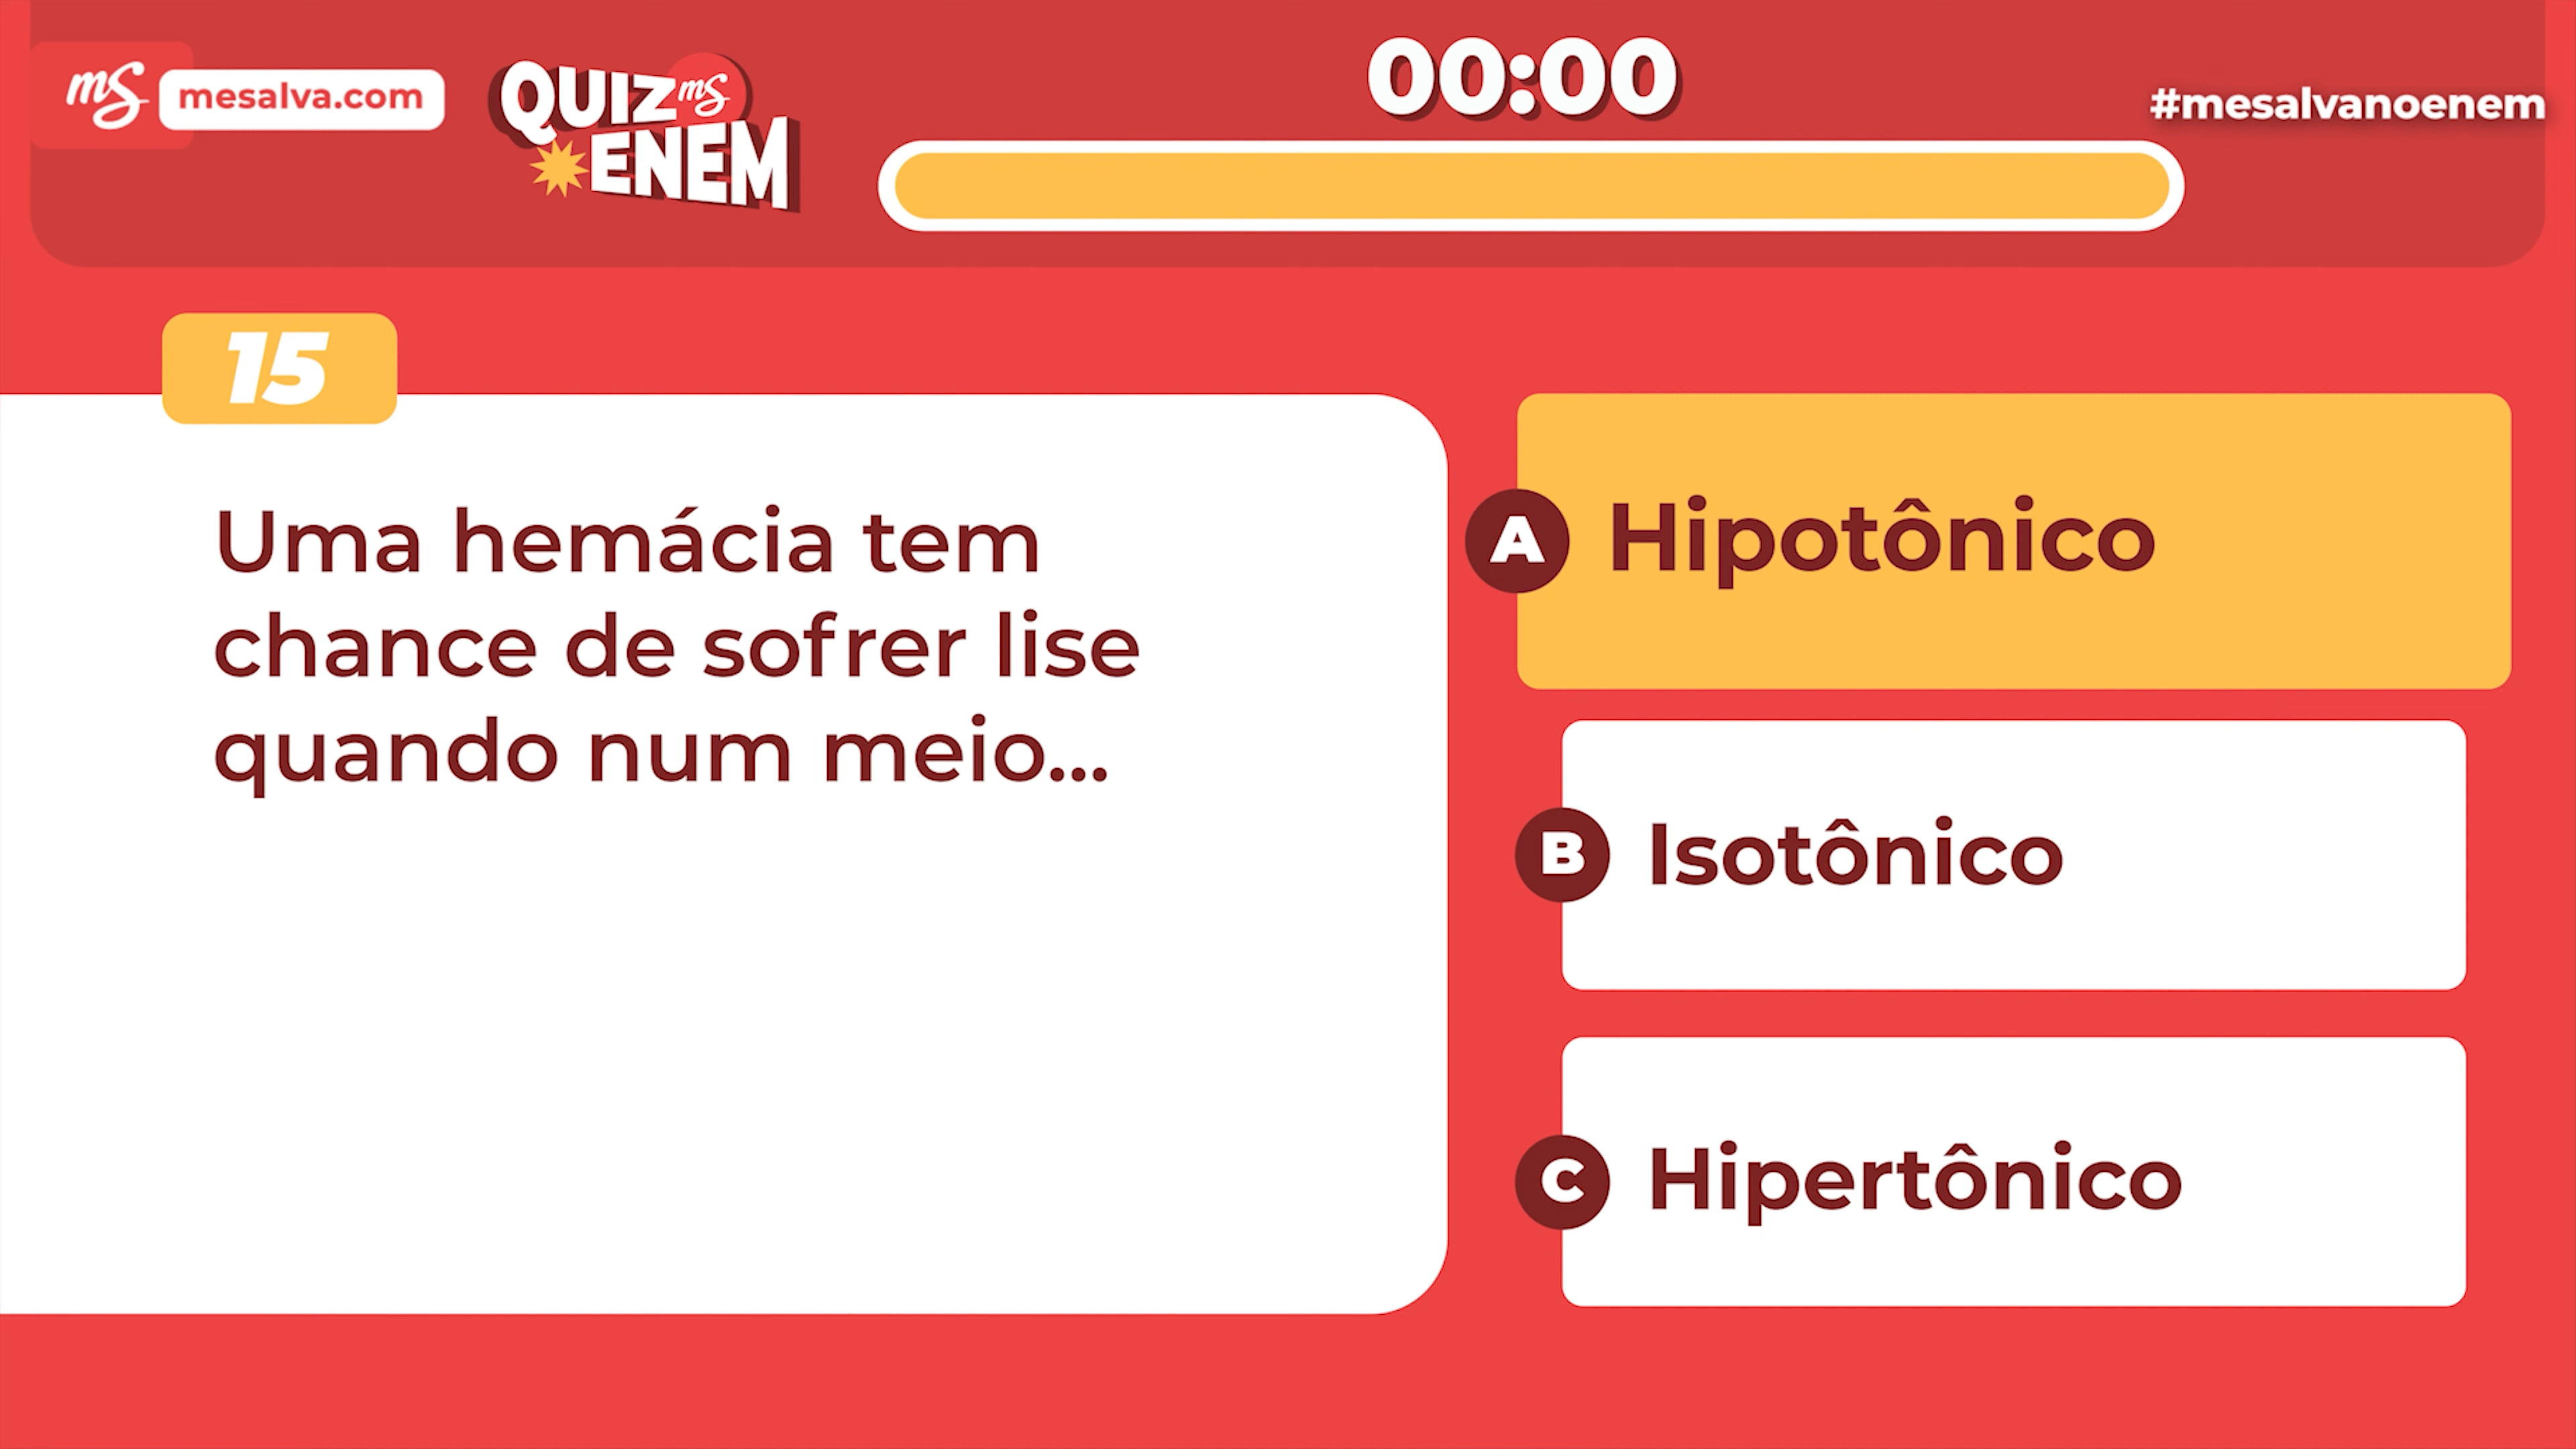 mS mesalva.com
QUIZ mS
ENEM
00:00
#mesalvanoenem
15
Uma hemácia tem
chance de sofrer lise
quando num meio...
A Hipotônico
B Isotônico
C Hipertônico